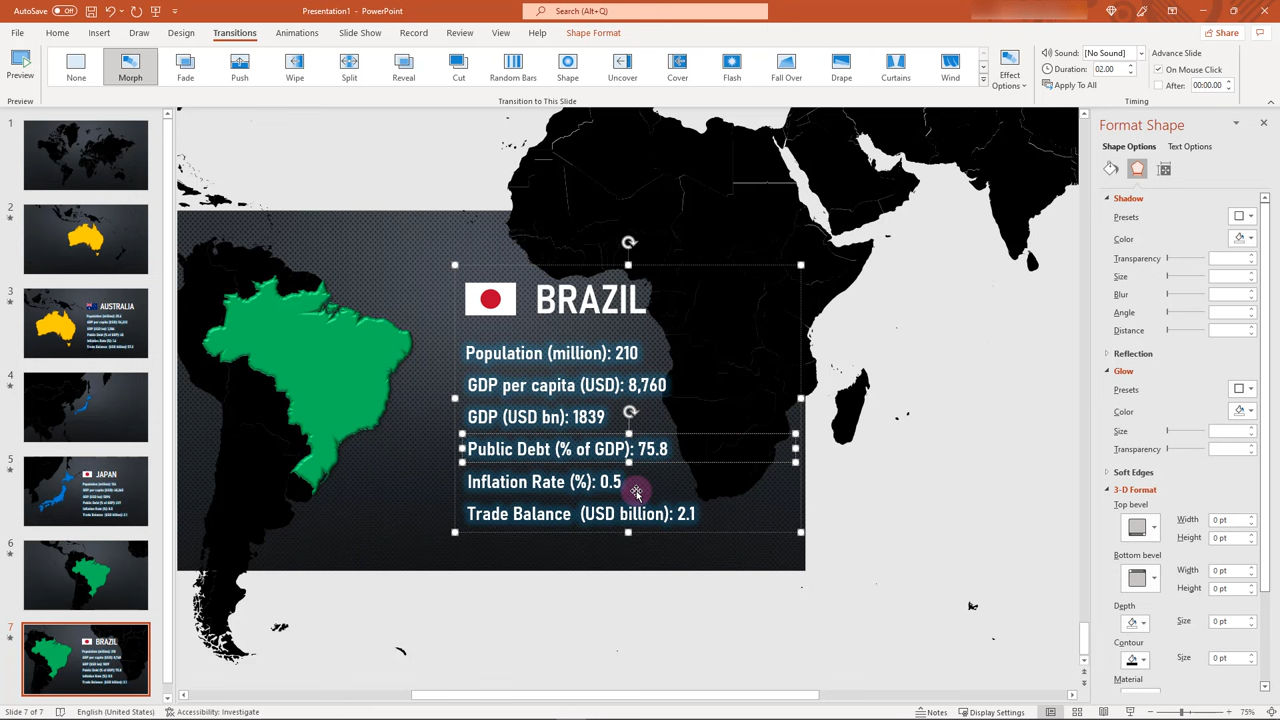 AutoSave Off
Presentation1 - PowerPoint
Search (Alt+Q)
File Home Insert Draw Design Transitions Animations Slide Show Record Review View Help Shape Format
Share
Preview
None Morph Fade Push Wipe Split Reveal Cut Random Bars Shape Uncover Cover Flash Fall Over Drape Curtains Wind
Effect
Options
Sound: [No Sound]
Duration: 02.00
Apply To All
Advance Slide
On Mouse Click
After: 00:00.00
Preview
Transition to This Slide
Timing
1
2
3
AUSTRALIA
4
5
JAPAN
6
7
BRAZIL
BRAZIL
Population (million): 210
GDP per capita (USD): 8,760
GDP (USD bn): 1839
Public Debt (% of GDP): 75.8
Inflation Rate (%): 0.5
Trade Balance (USD billion): 2.1
Format Shape
Shape Options Text Options
Shadow
Presets
Color
Transparency
Size
Blur
Angle
Distance
Reflection
Glow
Presets
Color
Size
Transparency
Soft Edges
3-D Format
Top bevel
Width 0 pt
Height 0 pt
Bottom bevel
Width 0 pt
Height 0 pt
Depth
Size 0 pt
Contour
Size 0 pt
Material
Slide 7 of 7 English (United States) Accessibility: Investigate
Notes Display Settings 75%